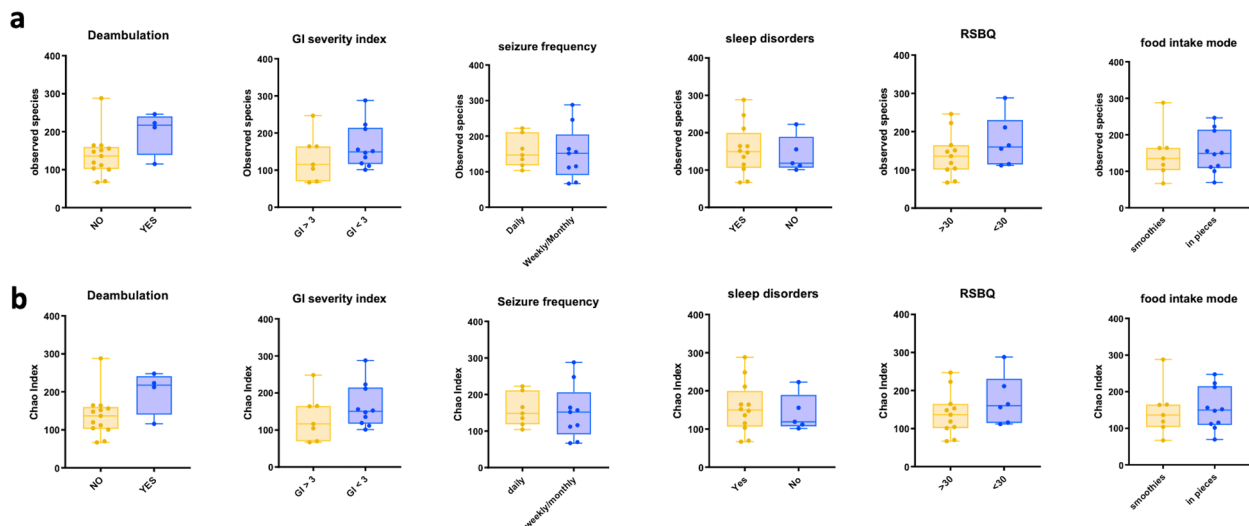 a
Deambulation
observed species
400
300
200
100
0
NO
YES
GI severity index
Observed species
400
300
200
100
0
GI > 3
GI < 3
seizure frequency
Observed species
400
300
200
100
0
Daily
Weekly/Monthly
sleep disorders
Observed species
400
300
200
100
0
YES
NO
RSBQ
observed species
400
300
200
100
0
>30
<30
food intake mode
observed species
400
300
200
100
0
smoothies
in pieces
b
Deambulation
Chao Index
400
300
200
100
0
NO
YES
GI severity index
Chao Index
400
300
200
100
0
GI > 3
GI < 3
Seizure frequency
Chao Index
400
300
200
100
0
daily
weekly/monthly
sleep disorders
Chao Index
400
300
200
100
0
Yes
No
RSBQ
Chao Index
400
300
200
100
0
>30
<30
food intake mode
Chao Index
400
300
200
100
0
smoothies
in pieces